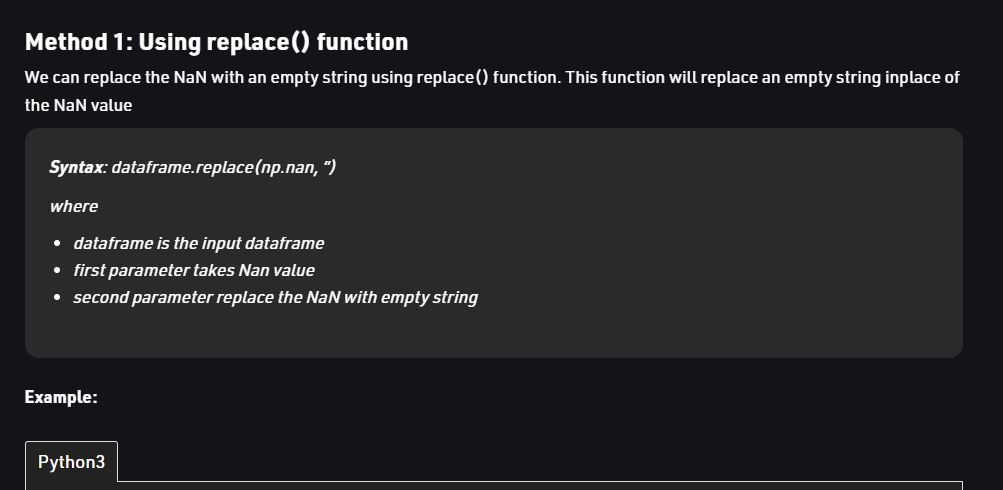 Method 1: Using replace() function
We can replace the NaN with an empty string using replace() function. This function will replace an empty string inplace of
the NaN value
Syntax: dataframe.replace(np.nan, ”)
where
• dataframe is the input dataframe
• first parameter takes Nan value
• second parameter replace the NaN with empty string
Example:
Python3